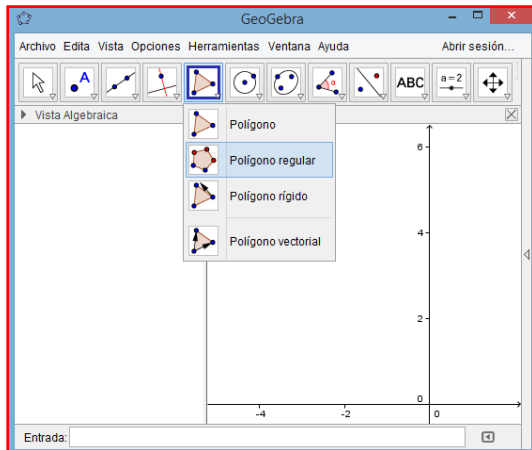 GeoGebra
Archivo Edita Vista Opciones Herramientas Ventana Ayuda Abrir sesión...
A ABC a=2
Vista Algebraica
Polígono
Polígono regular
Polígono rígido
Polígono vectorial
6
4
2
0
-4 -2 0
Entrada: